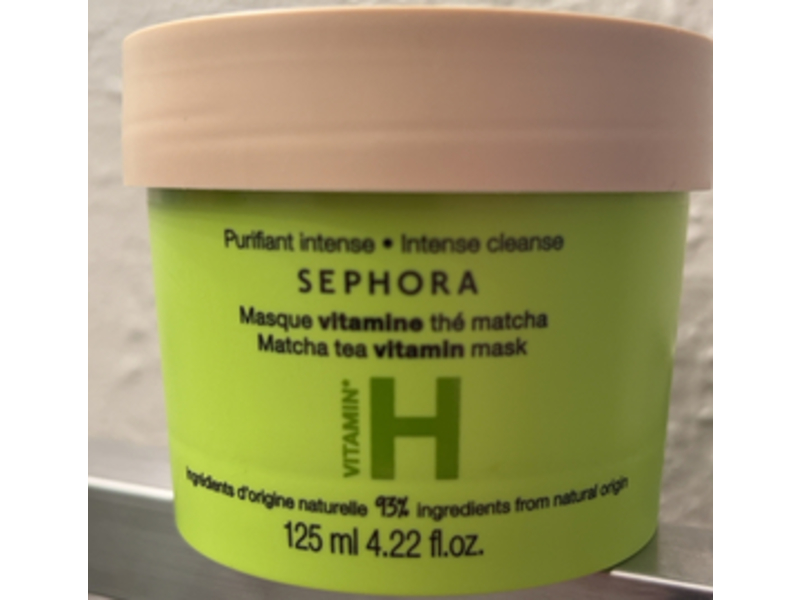 Purifiant intense • Intense cleanse
SEPHORA
Masque vitamine thé matcha
Matcha tea vitamin mask
VITAMIN*
H
Ingrédients d'origine naturelle 93% ingredients from natural origin
125 ml 4.22 fl.oz.